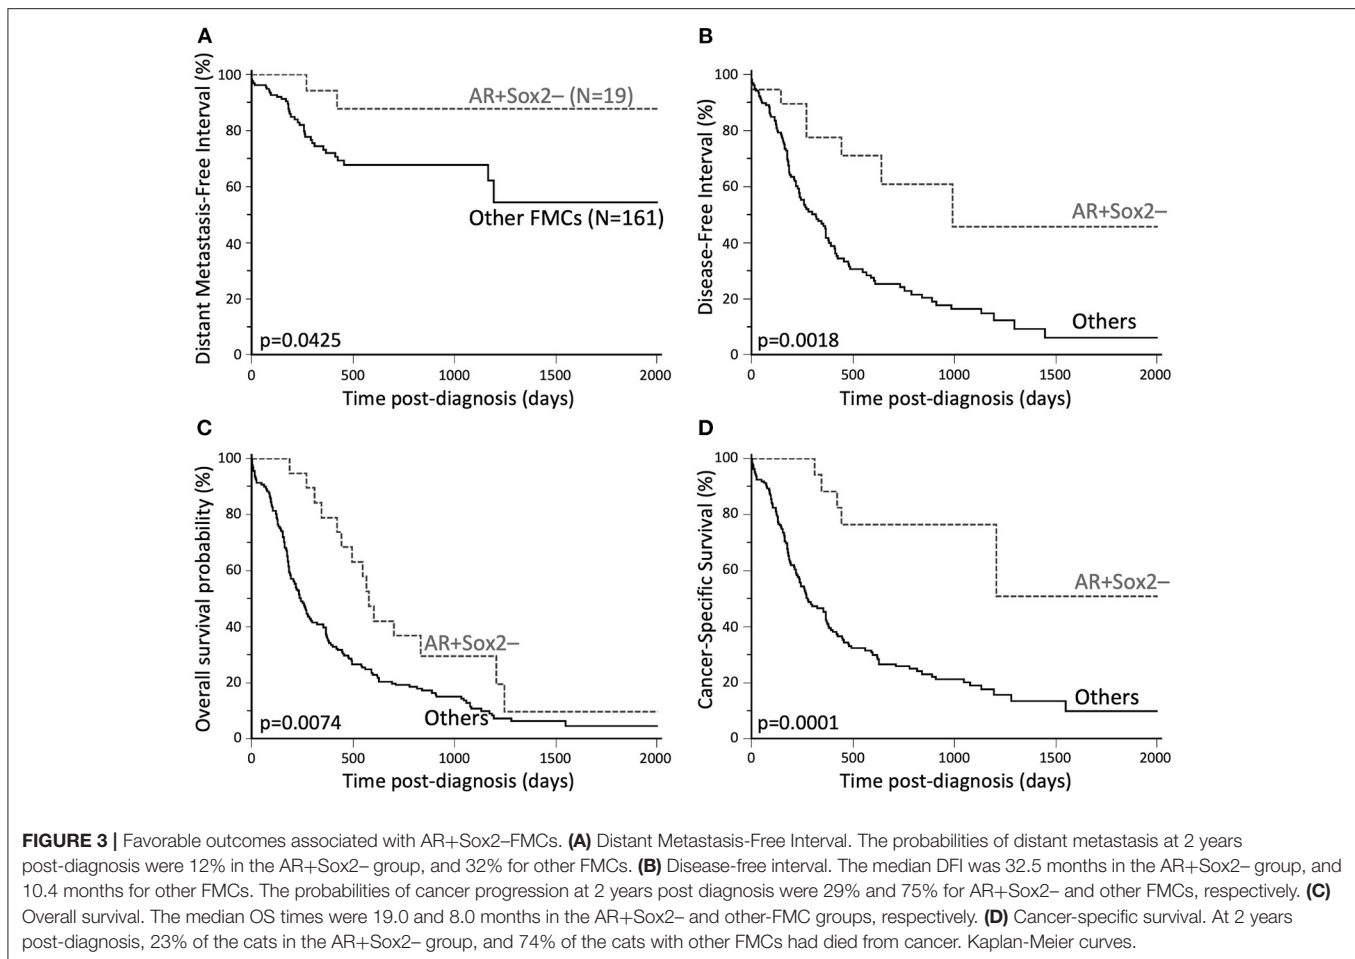 A
Distant Metastasis-Free Interval (%)
100
80
60
40
20
0
AR+Sox2– (N=19)
Other FMCs (N=161)
p=0.0425
0 500 1000 1500 2000
Time post-diagnosis (days)
B
Disease-Free Interval (%)
100
80
60
40
20
0
AR+Sox2–
Others
p=0.0018
0 500 1000 1500 2000
Time post-diagnosis (days)
C
Overall survival probability (%)
100
80
60
40
20
0
AR+Sox2–
Others
p=0.0074
0 500 1000 1500 2000
Time post-diagnosis (days)
D
Cancer-Specific Survival (%)
100
80
60
40
20
0
AR+Sox2–
Others
p=0.0001
0 500 1000 1500 2000
Time post-diagnosis (days)
FIGURE 3 | Favorable outcomes associated with AR+Sox2–FMCs. (A) Distant Metastasis-Free Interval. The probabilities of distant metastasis at 2 years
post-diagnosis were 12% in the AR+Sox2– group, and 32% for other FMCs. (B) Disease-free interval. The median DFI was 32.5 months in the AR+Sox2– group, and
10.4 months for other FMCs. The probabilities of cancer progression at 2 years post diagnosis were 29% and 75% for AR+Sox2– and other FMCs, respectively. (C)
Overall survival. The median OS times were 19.0 and 8.0 months in the AR+Sox2– and other-FMC groups, respectively. (D) Cancer-specific survival. At 2 years
post-diagnosis, 23% of the cats in the AR+Sox2– group, and 74% of the cats with other FMCs had died from cancer. Kaplan-Meier curves.